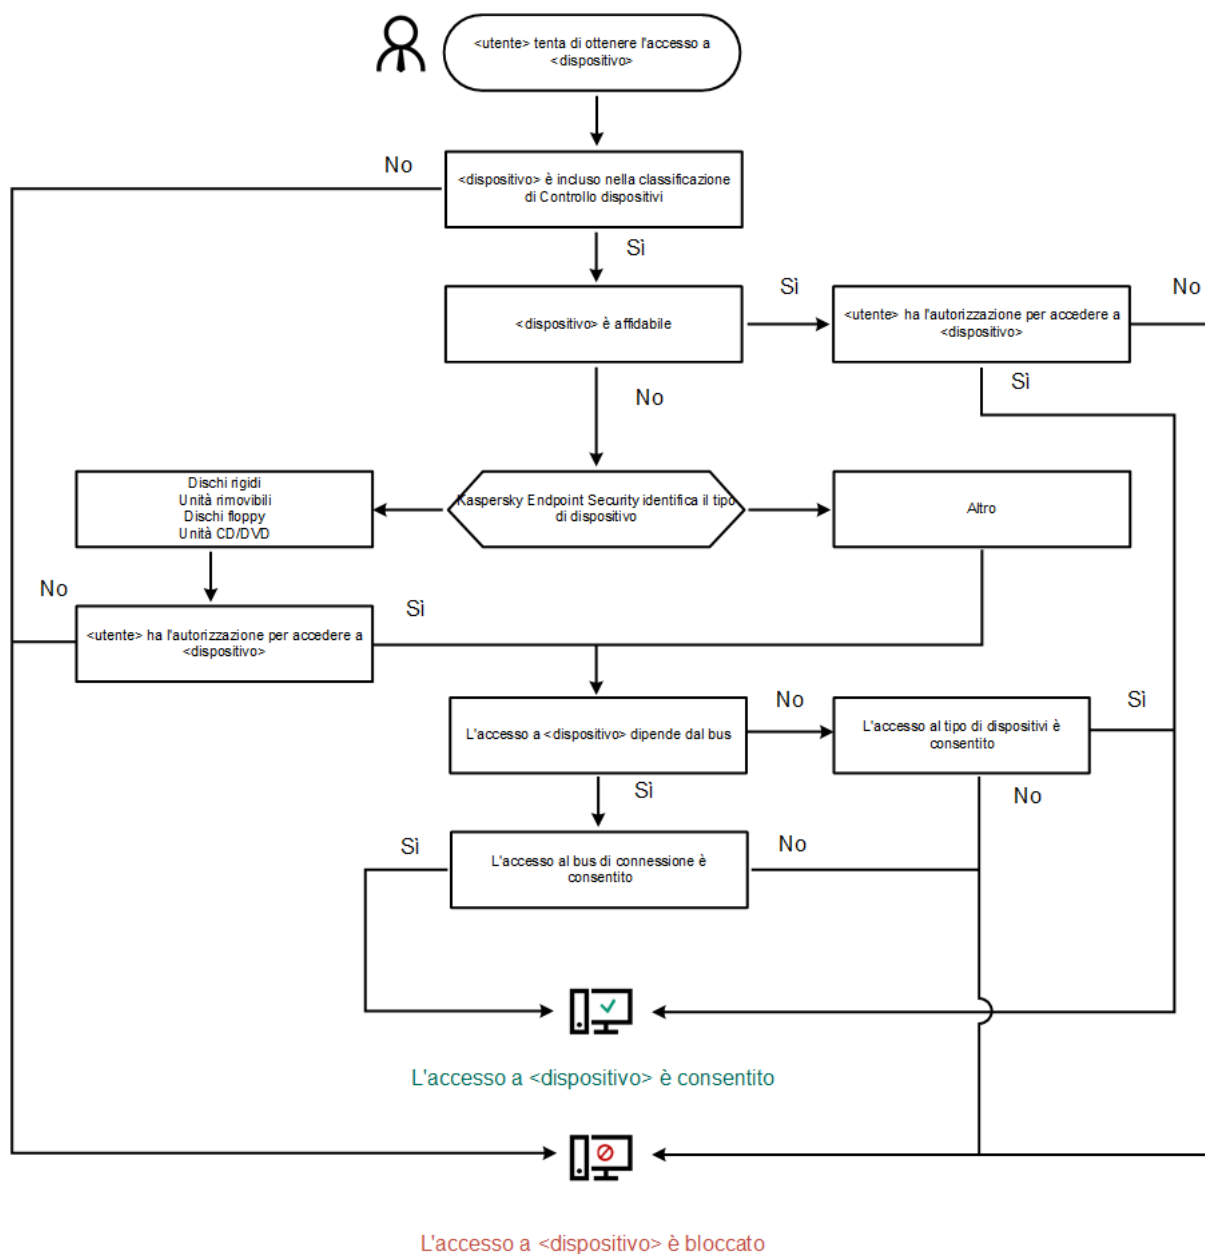 <utente> tenta di ottenere l'accesso a
<dispositivo>
No
<dispositivo> è incluso nella classificazione
di Controllo dispositivi
Sì
<dispositivo> è affidabile
Sì
<utente> ha l'autorizzazione per accedere a
<dispositivo>
No
No
Sì
Dischi rigidi
Unità rimovibili
Dischi floppy
Unità CD/DVD
Kaspersky Endpoint Security identifica il tipo
di dispositivo
Altro
No
<utente> ha l'autorizzazione per accedere a
<dispositivo>
Sì
L'accesso a <dispositivo> dipende dal bus
No
L'accesso al tipo di dispositivi è
consentito
Sì
Sì
No
Sì
L'accesso al bus di connessione è
consentito
No
L'accesso a <dispositivo> è consentito
L'accesso a <dispositivo> è bloccato